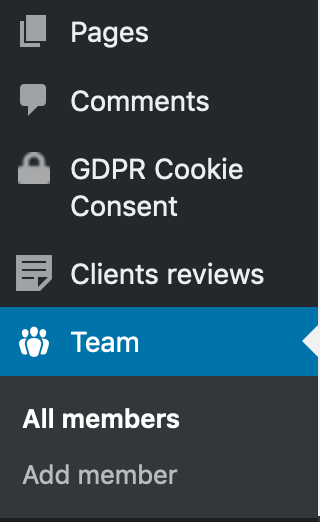 Pages
Comments
GDPR Cookie
Consent
Clients reviews
Team
All members
Add member